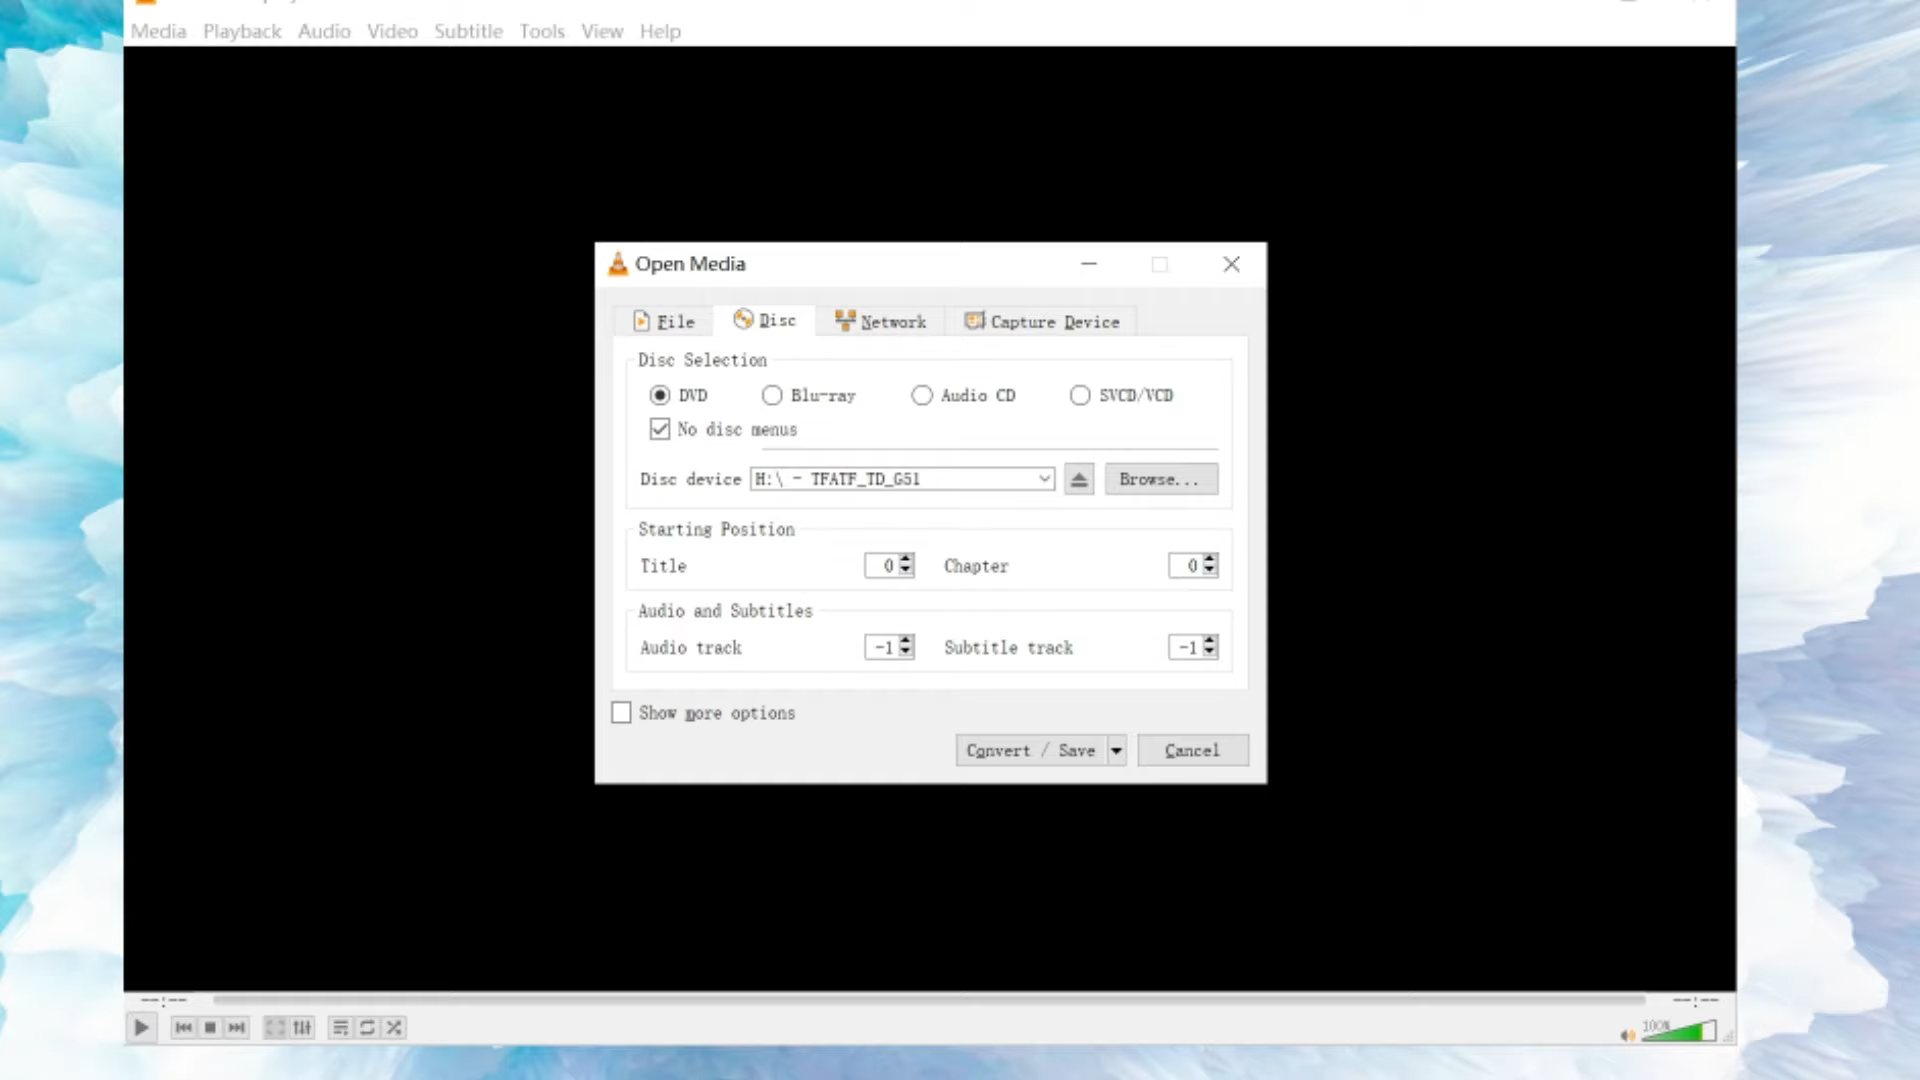 Media Playback Audio Video Subtitle Tools View Help
Open Media
File Disc Network Capture Device
Disc Selection
DVD Blu-ray Audio CD SVCD/VCD
No disc menus
Disc device H:\ - TFATF_TD_G51 Browse...
Starting Position
Title 0 Chapter 0
Audio and Subtitles
Audio track -1 Subtitle track -1
Show more options
Convert / Save Cancel
--:-- --:--
100%